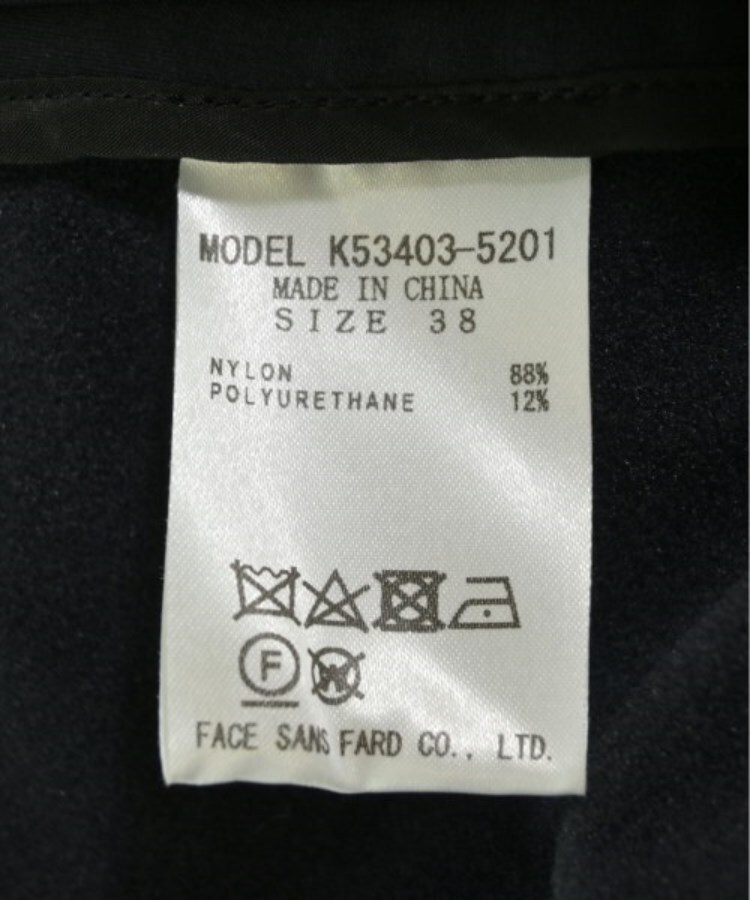 MODEL K53403-5201
MADE IN CHINA
SIZE 38
NYLON 88%
POLYURETHANE 12%
F
W
FACE SANS FARD CO., LTD.